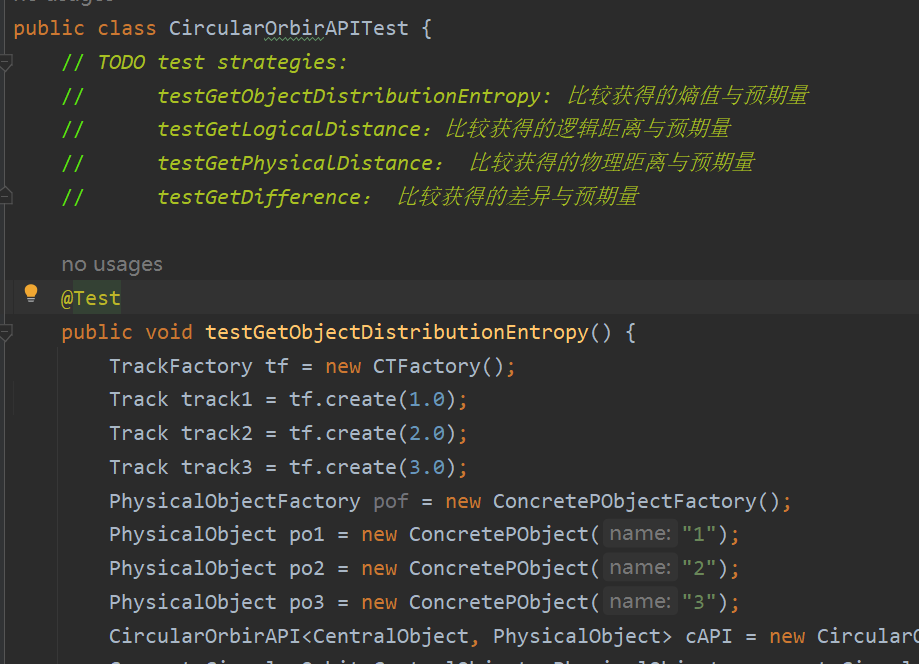 no usages
public class CircularOrbirAPITest {
// TODO test strategies:
//      testGetObjectDistributionEntropy: 比较获得的熵值与预期量
//      testGetLogicalDistance: 比较获得的逻辑距离与预期量
//      testGetPhysicalDistance: 比较获得的物理距离与预期量
//      testGetDifference: 比较获得的差异与预期量
no usages
@Test
public void testGetObjectDistributionEntropy() {
TrackFactory tf = new CTFactory();
Track track1 = tf.create(1.0);
Track track2 = tf.create(2.0);
Track track3 = tf.create(3.0);
PhysicalObjectFactory pof = new ConcretePObjectFactory();
PhysicalObject po1 = new ConcretePObject( name: "1");
PhysicalObject po2 = new ConcretePObject( name: "2");
PhysicalObject po3 = new ConcretePObject( name: "3");
CircularOrbirAPI<CentralObject, PhysicalObject> cAPI = new Circular